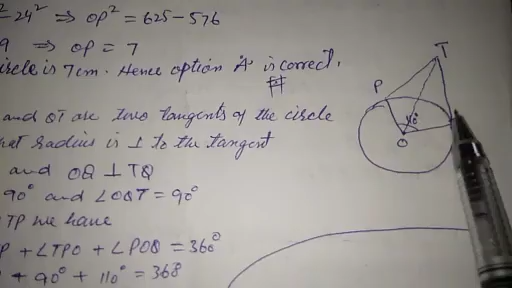 ² - 24² ⇒ OP² = 625 - 576
9 ⇒ OP = 7
circle is 7cm. Hence option A is correct.
and QT are two tangents of the circle
hat radius is ⊥ to the tangent
and OQ ⊥ TQ
90° and ∠OQT = 90°
TP we have
P + ∠TPO + ∠POQ = 360°
+ 90° + 110° = 360
T
P
110°
O